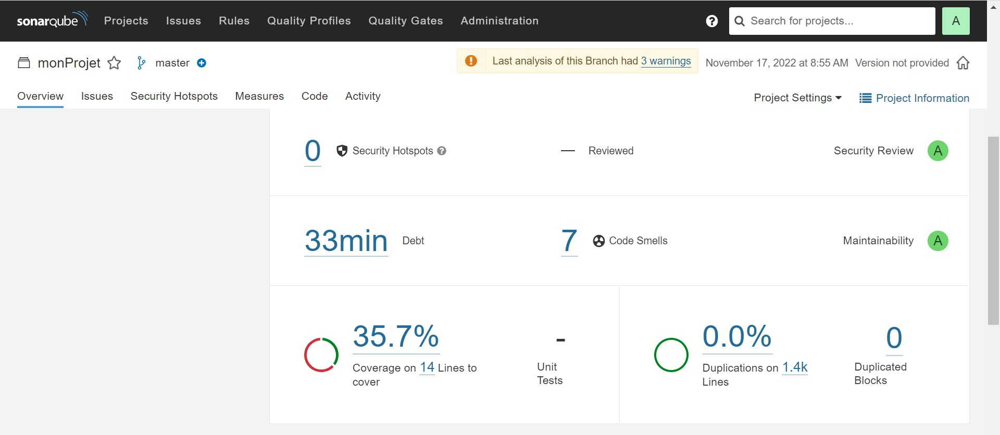 sonarqube Projects Issues Rules Quality Profiles Quality Gates Administration ? Search for projects... A
monProjet master Last analysis of this Branch had 3 warnings November 17, 2022 at 8:55 AM Version not provided
Overview Issues Security Hotspots Measures Code Activity Project Settings Project Information
0 Security Hotspots ? — Reviewed Security Review A
33min Debt 7 Code Smells Maintainability A
35.7% - 0.0% 0
Coverage on 14 Lines to cover
Unit Tests
Duplications on 1.4k Lines
Duplicated Blocks